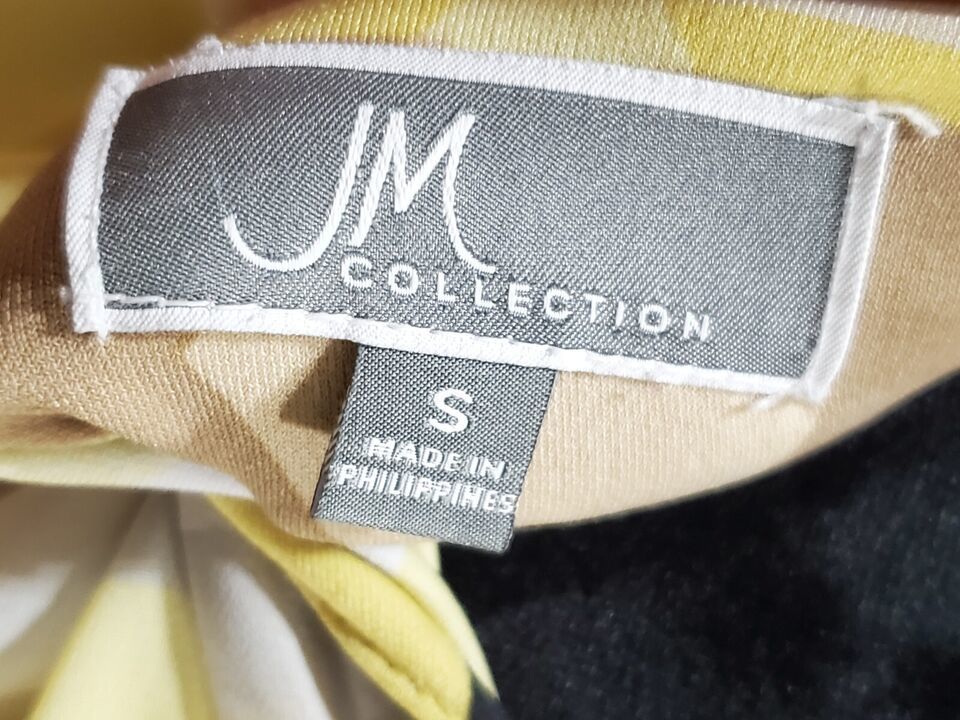 JM
COLLECTION
S
MADE IN
PHILIPPINES